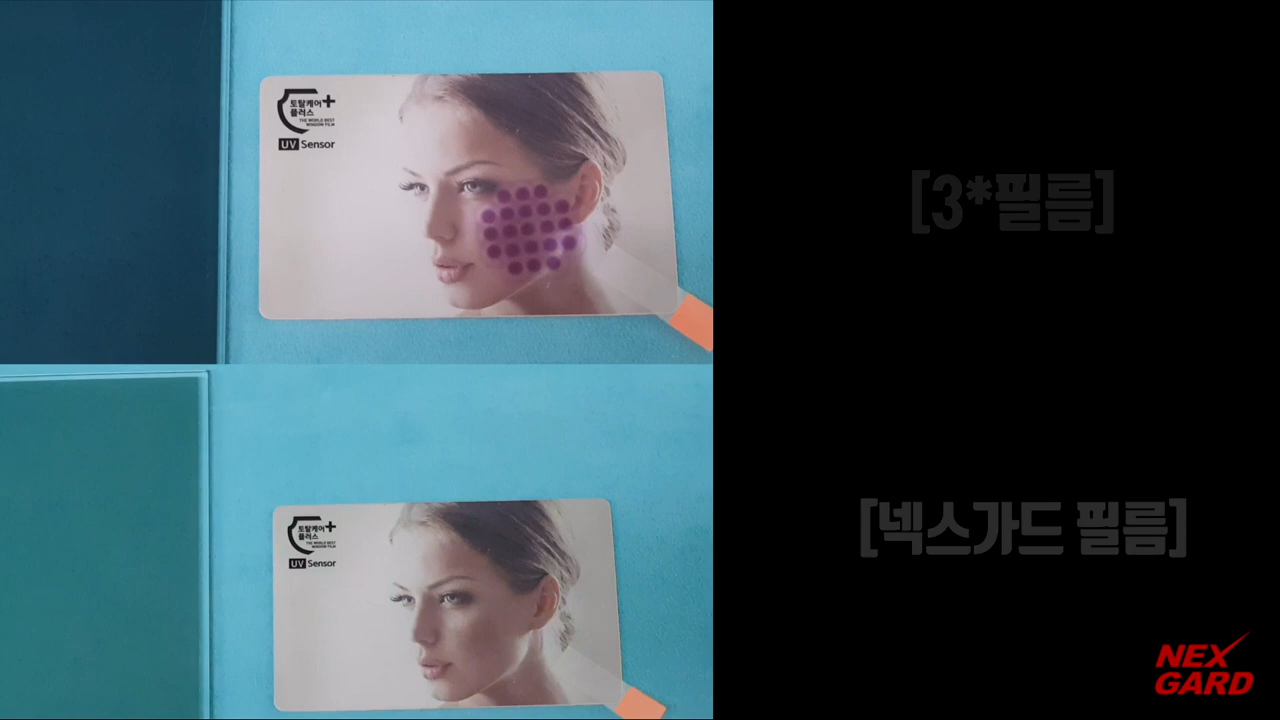 토탈케어+
플러스
THE WORLD BEST
WINDOW FILM
UV Sensor
[3*필름]
토탈케어+
플러스
THE WORLD BEST
WINDOW FILM
UV Sensor
[넥스가드 필름]
NEX
GARD